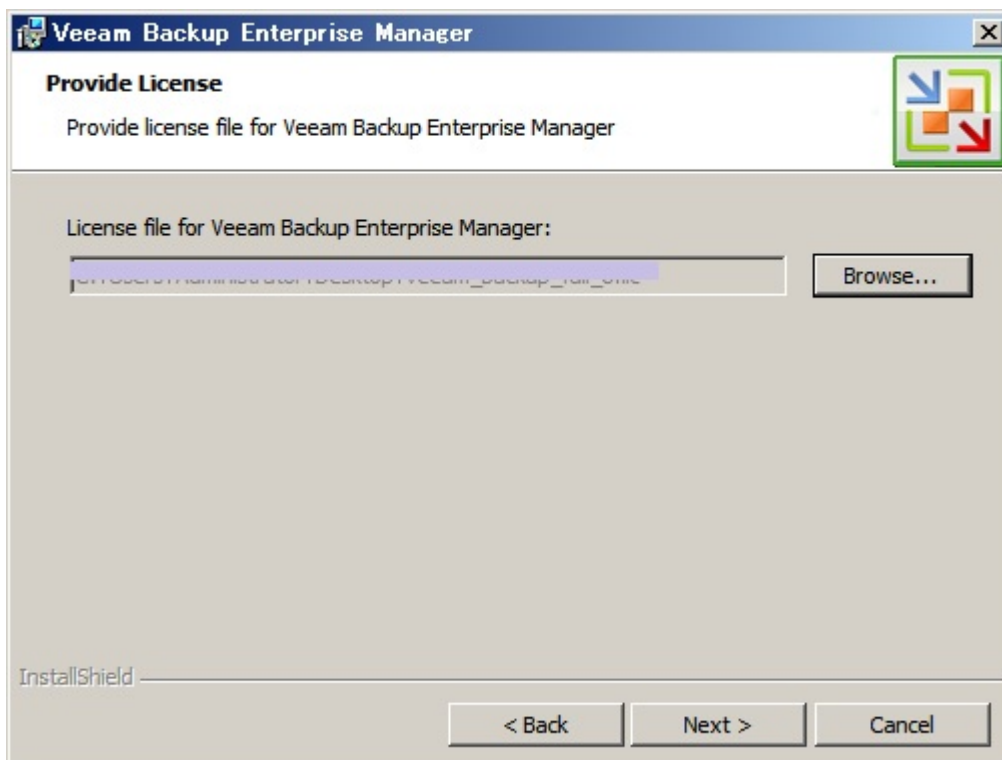 Veeam Backup Enterprise Manager
Provide License
Provide license file for Veeam Backup Enterprise Manager
License file for Veeam Backup Enterprise Manager:
Browse...
InstallShield
< Back
Next >
Cancel